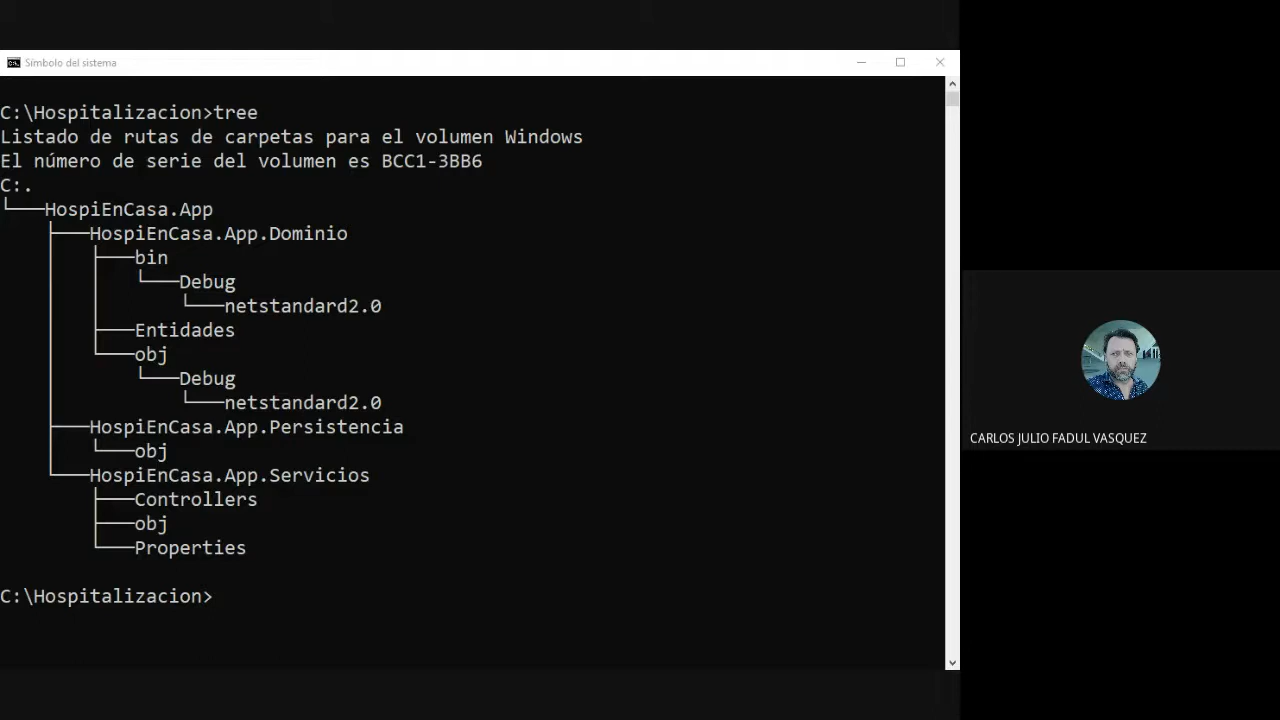 Símbolo del sistema
C:\Hospitalizacion>tree
Listado de rutas de carpetas para el volumen Windows
El número de serie del volumen es BCC1-3BB6
C:.
└───HospiEnCasa.App
    ├───HospiEnCasa.App.Dominio
    │   ├───bin
    │   │   └───Debug
    │   │       └───netstandard2.0
    │   ├───Entidades
    │   └───obj
    │       └───Debug
    │           └───netstandard2.0
    ├───HospiEnCasa.App.Persistencia
    │   └───obj
    └───HospiEnCasa.App.Servicios
        ├───Controllers
        ├───obj
        └───Properties
C:\Hospitalizacion>
CARLOS JULIO FADUL VASQUEZ